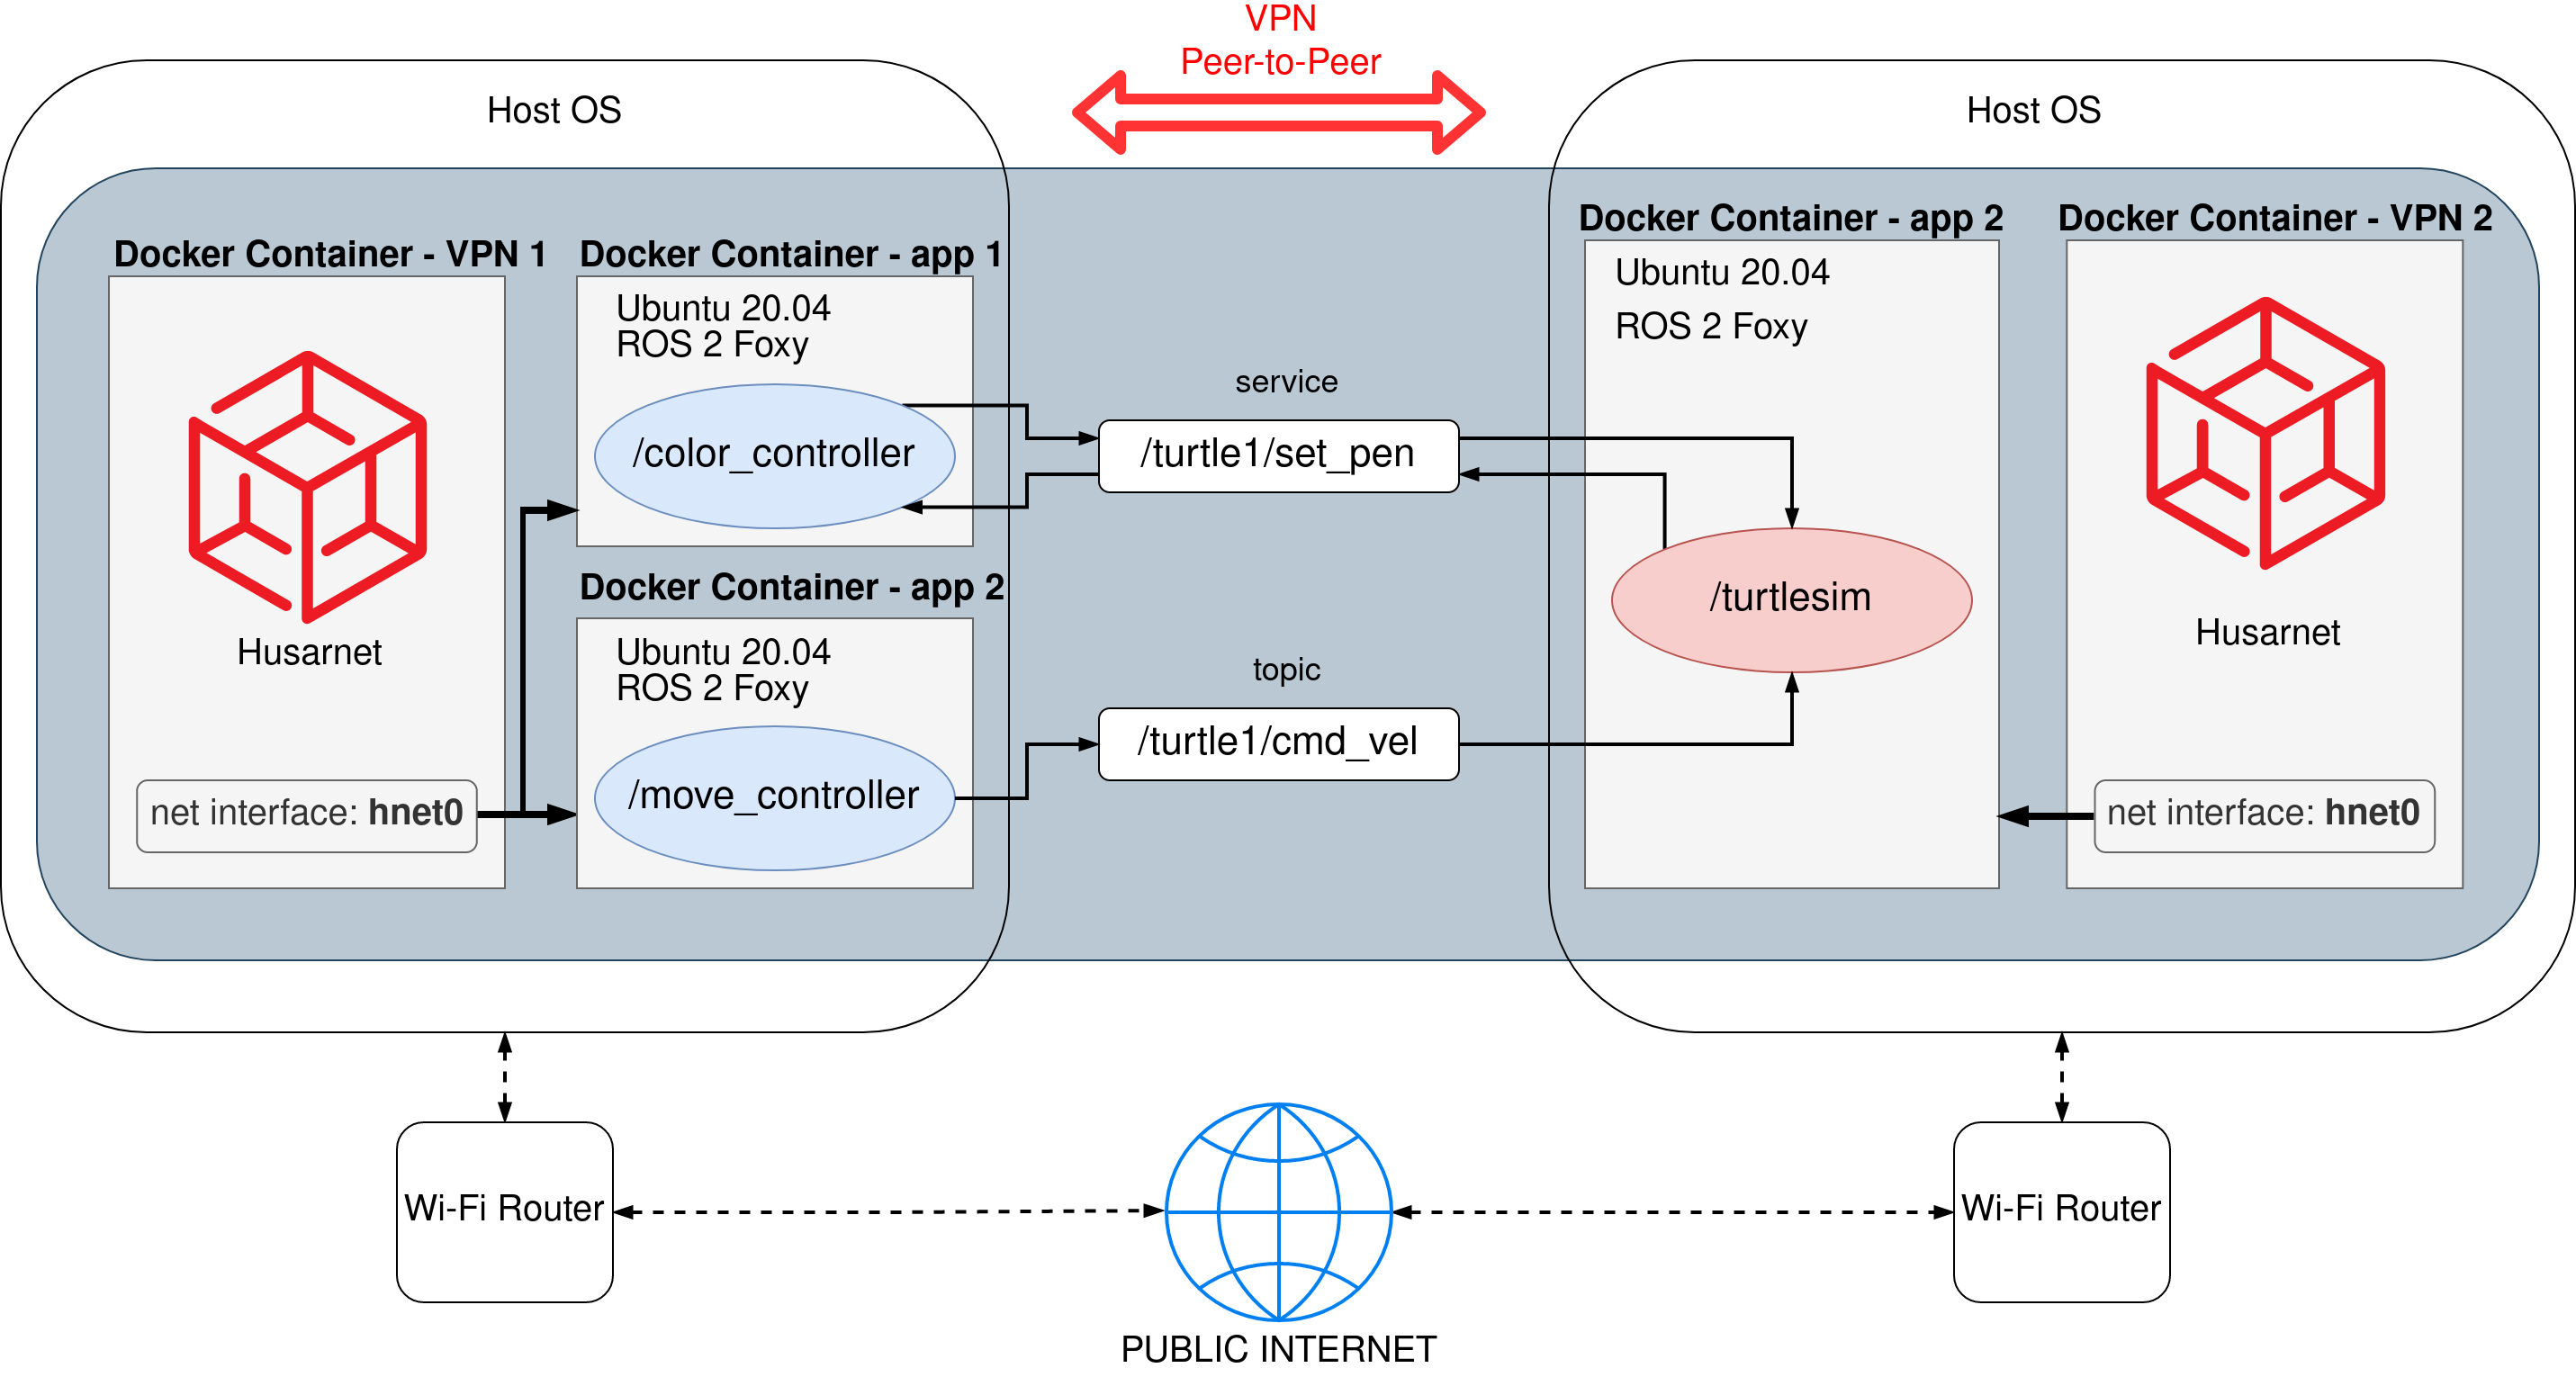 VPN
Peer-to-Peer
Host OS
Host OS
Docker Container - VPN 1
Husarnet
net interface: hnet0
Docker Container - app 1
Ubuntu 20.04
ROS 2 Foxy
/color_controller
Docker Container - app 2
Ubuntu 20.04
ROS 2 Foxy
/move_controller
service
/turtle1/set_pen
topic
/turtle1/cmd_vel
Docker Container - app 2
Ubuntu 20.04
ROS 2 Foxy
/turtlesim
Docker Container - VPN 2
Husarnet
net interface: hnet0
Wi-Fi Router
PUBLIC INTERNET
Wi-Fi Router